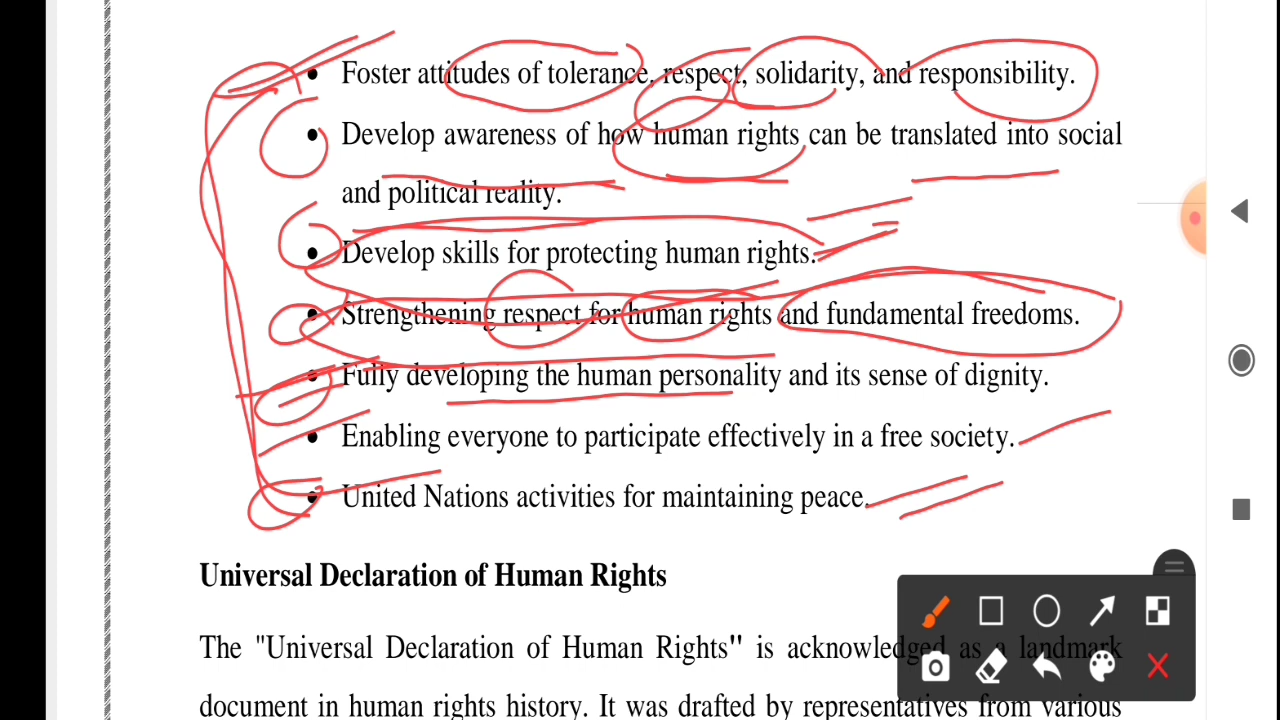 • Foster attitudes of tolerance, respect, solidarity, and responsibility.
• Develop awareness of how human rights can be translated into social
and political reality.
• Develop skills for protecting human rights.
• Strengthening respect for human rights and fundamental freedoms.
• Fully developing the human personality and its sense of dignity.
• Enabling everyone to participate effectively in a free society.
• United Nations activities for maintaining peace.
Universal Declaration of Human Rights
The "Universal Declaration of Human Rights" is acknowledged as a landmark
document in human rights history. It was drafted by representatives from various